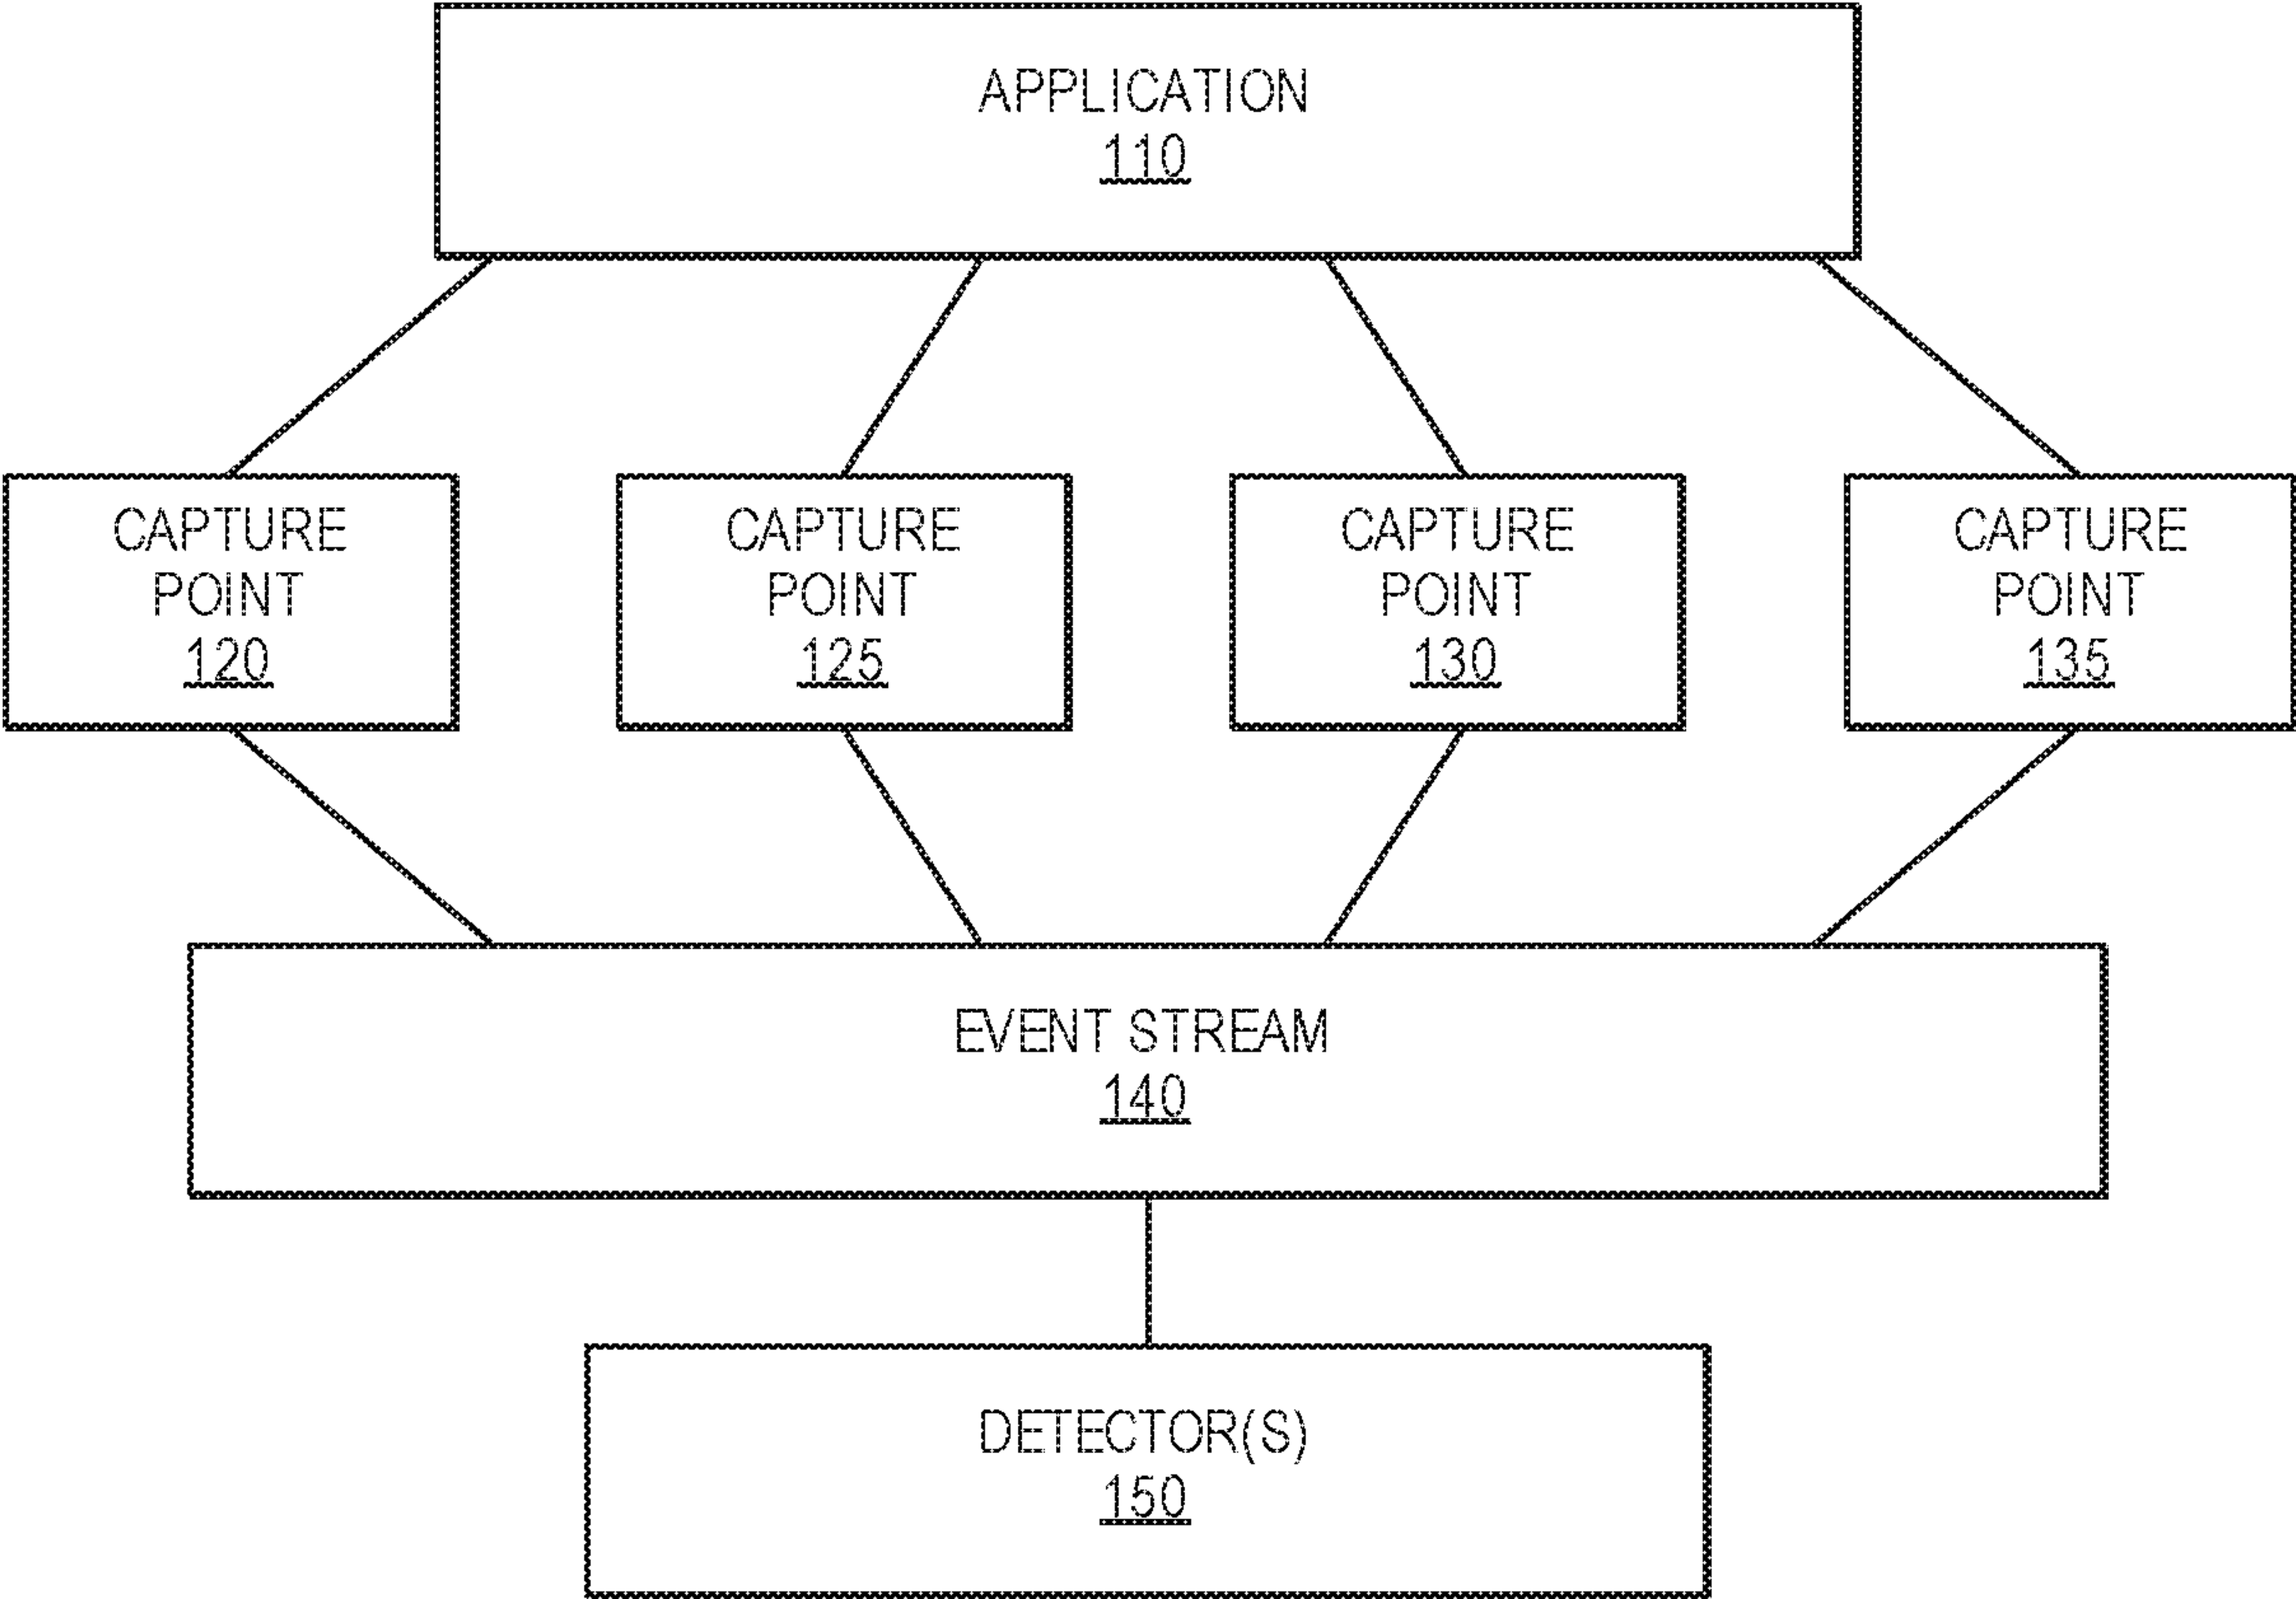 APPLICATION
110
CAPTURE
POINT
120
CAPTURE
POINT
125
CAPTURE
POINT
130
CAPTURE
POINT
135
EVENT STREAM
140
DETECTOR(S)
150